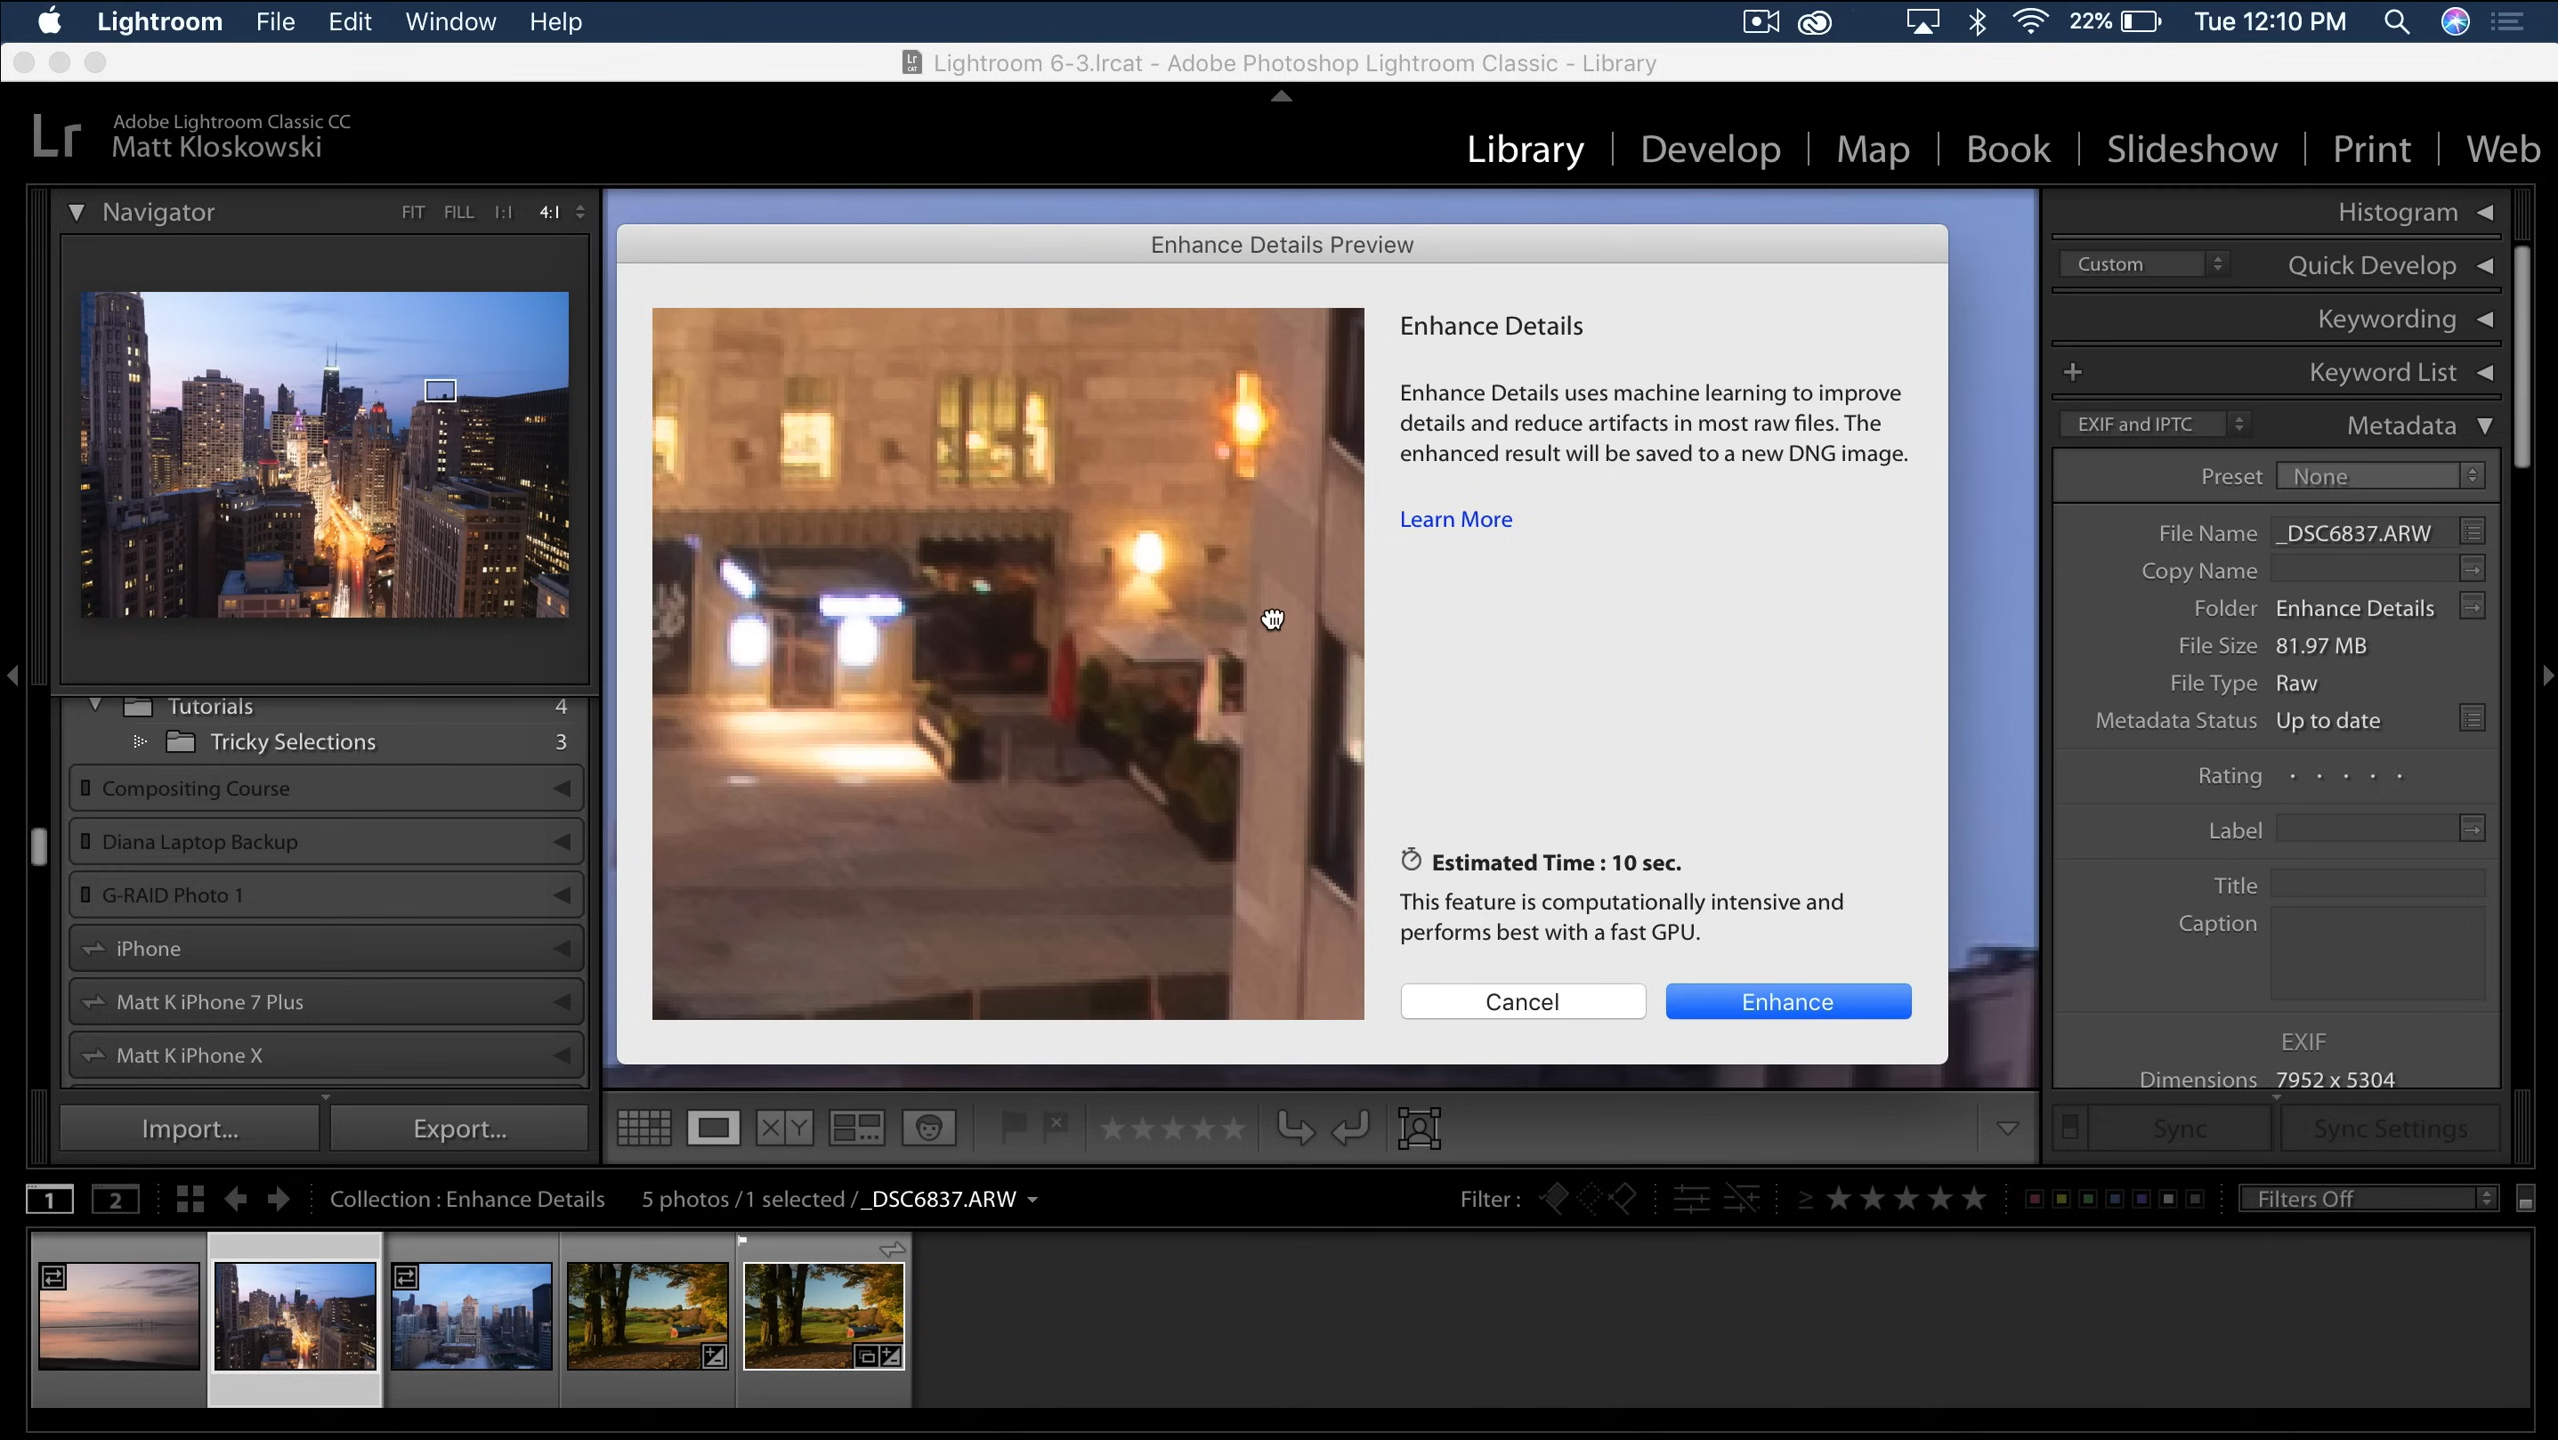 Lightroom File Edit Window Help
22% Tue 12:10 PM
Lightroom 6-3.lrcat - Adobe Photoshop Lightroom Classic - Library
Lr
Adobe Lightroom Classic CC
Matt Kloskowski
Library | Develop | Map | Book | Slideshow | Print | Web
Navigator FIT FILL 1:1 4:1
Tutorials 4
Tricky Selections 3
Compositing Course
Diana Laptop Backup
G-RAID Photo 1
iPhone
Matt K iPhone 7 Plus
Matt K iPhone X
Import... Export...
Enhance Details Preview
Enhance Details
Enhance Details uses machine learning to improve
details and reduce artifacts in most raw files. The
enhanced result will be saved to a new DNG image.
Learn More
Estimated Time : 10 sec.
This feature is computationally intensive and
performs best with a fast GPU.
Cancel Enhance
Histogram
Custom Quick Develop
Keywording
+ Keyword List
EXIF and IPTC Metadata
Preset None
File Name _DSC6837.ARW
Copy Name
Folder Enhance Details
File Size 81.97 MB
File Type Raw
Metadata Status Up to date
Rating
Label
Title
Caption
EXIF
Dimensions 7952 x 5304
X Y
Sync Sync Settings
1 2 Collection : Enhance Details 5 photos / 1 selected / _DSC6837.ARW
Filter : ≥ Filters Off